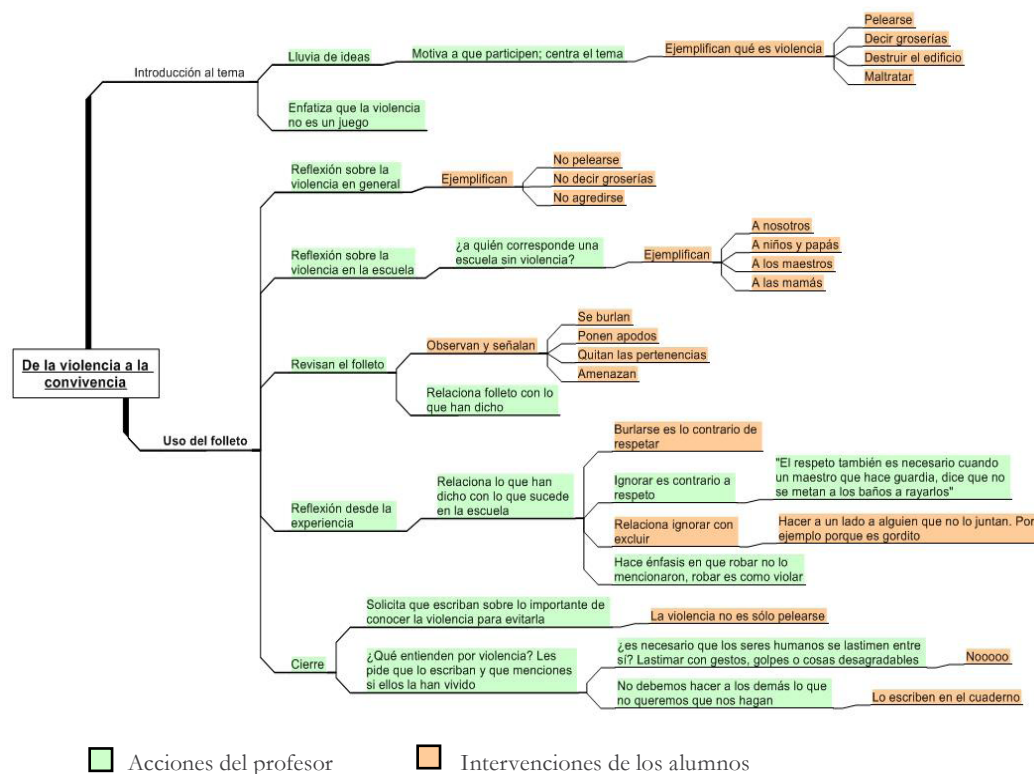 Introducción al tema
Lluvia de ideas
Motiva a que participen; centra el tema
Ejemplifican qué es violencia
Pelearse
Decir groserías
Destruir el edificio
Maltratar
Enfatiza que la violencia
no es un juego
De la violencia a la
convivencia
Uso del folleto
Reflexión sobre la
violencia en general
Ejemplifican
No pelearse
No decir groserías
No agredirse
Reflexión sobre la
violencia en la escuela
¿a quién corresponde una
escuela sin violencia?
Ejemplifican
A nosotros
A niños y papás
A los maestros
A las mamás
Revisan el folleto
Observan y señalan
Se burlan
Ponen apodos
Quitan las pertenencias
Amenazan
Relaciona folleto con lo
que han dicho
Reflexión desde la
experiencia
Relaciona lo que han
dicho con lo que sucede
en la escuela
Burlarse es lo contrario de
respetar
Ignorar es contrario a
respeto
"El respeto también es necesario cuando
un maestro que hace guardia, dice que no
se metan a los baños a rayarlos"
Relaciona ignorar con
excluir
Hacer a un lado a alguien que no lo juntan. Por
ejemplo porque es gordito
Hace énfasis en que robar no lo
mencionaron, robar es como violar
Cierre
Solicita que escriban sobre lo importante de
conocer la violencia para evitarla
La violencia no es sólo pelearse
¿Qué entienden por violencia? Les
pide que lo escriban y que menciones
si ellos la han vivido
¿es necesario que los seres humanos se lastimen entre
sí? Lastimar con gestos, golpes o cosas desagradables
Nooooo
No debemos hacer a los demás lo que
no queremos que nos hagan
Lo escriben en el cuaderno
Acciones del profesor
Intervenciones de los alumnos